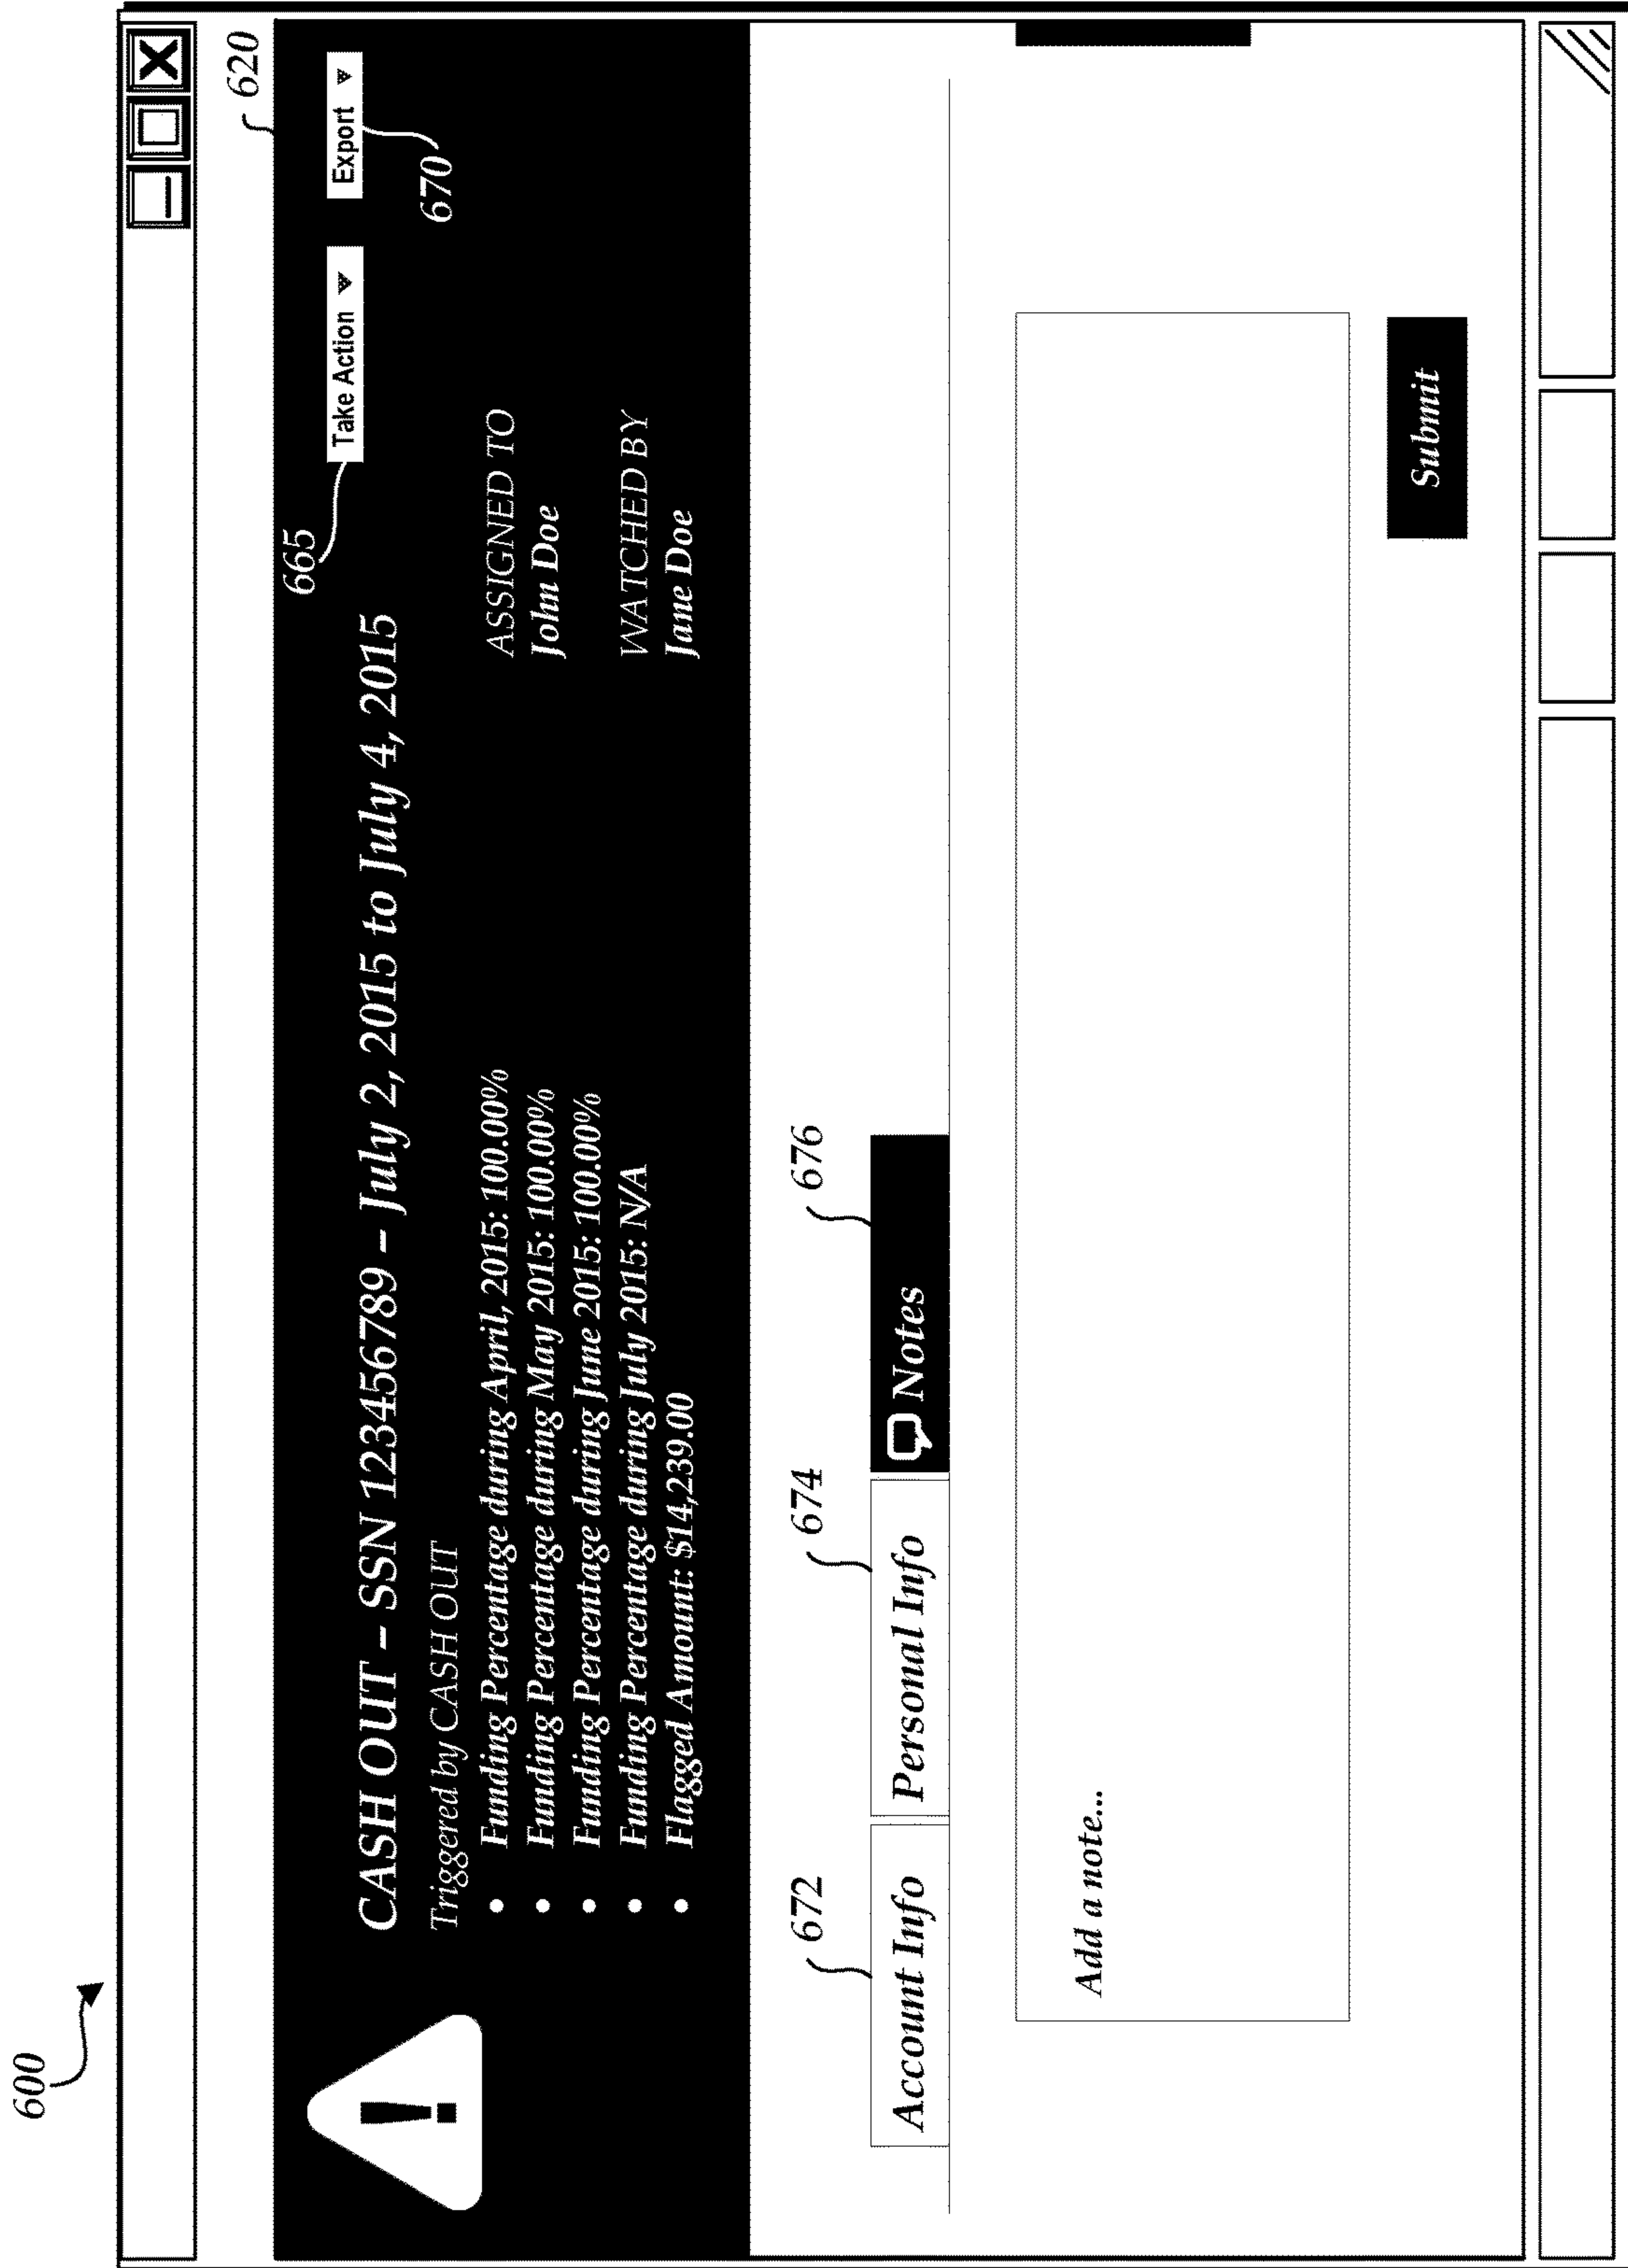 600
620
665
Take Action
Export
670
CASH OUT – SSN 123456789 – July 2, 2015 to July 4, 2015
Triggered by CASH OUT
• Funding Percentage during April, 2015: 100.00%
• Funding Percentage during May 2015: 100.00%
• Funding Percentage during June 2015: 100.00%
• Funding Percentage during July 2015: N/A
• Flagged Amount: $14,239.00
ASSIGNED TO
John Doe
WATCHED BY
Jane Doe
672
674
676
Account Info
Personal Info
Notes
Add a note...
Submit